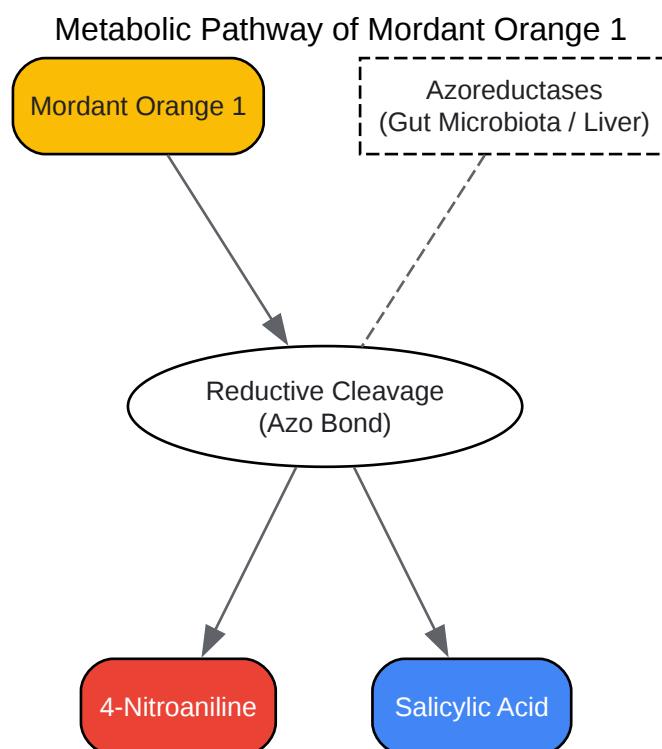 Metabolic Pathway of Mordant Orange 1
Mordant Orange 1
Azoreductases
(Gut Microbiota / Liver)
Reductive Cleavage
(Azo Bond)
4-Nitroaniline
Salicylic Acid